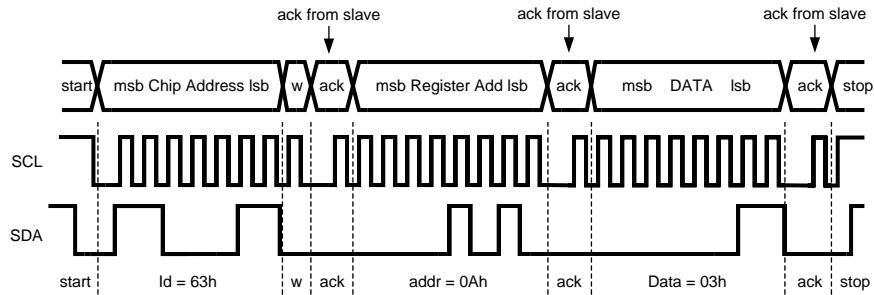 ack from slave ack from slave ack from slave
start msb Chip Address lsb w ack msb Register Add lsb ack msb DATA lsb ack stop
SCL
SDA
start Id = 63h w ack addr = 0Ah ack Data = 03h ack stop